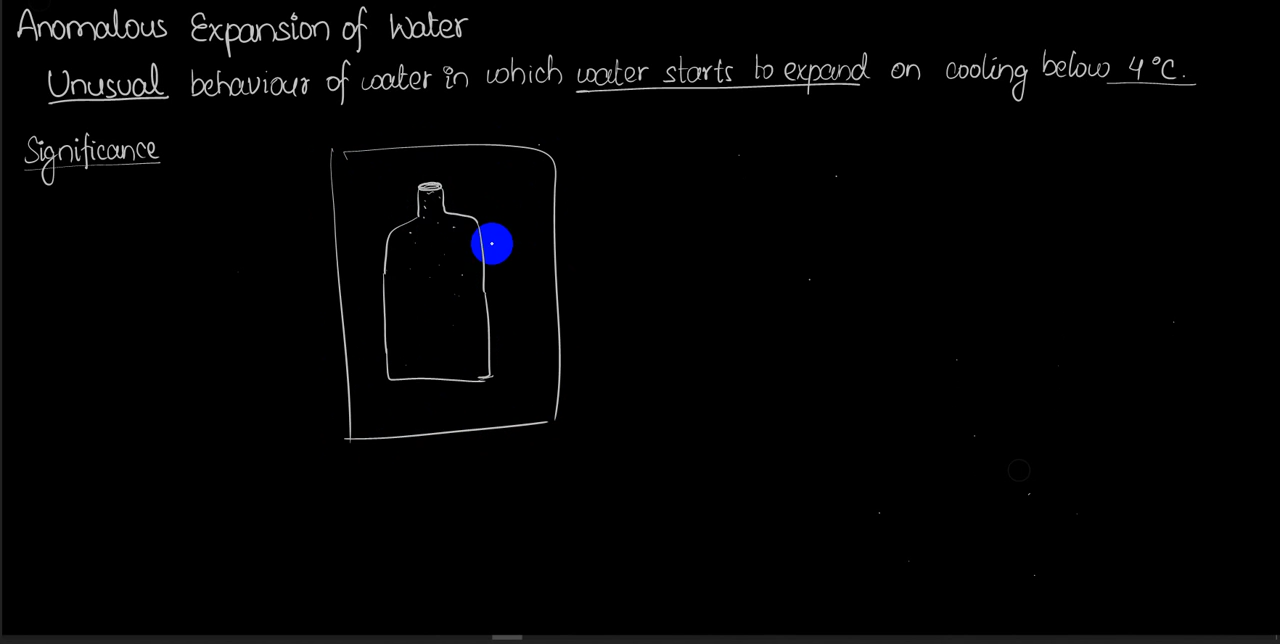 Anomalous Expansion of Water
Unusual behaviour of water in which water starts to expand on cooling below 4°C.
Significance